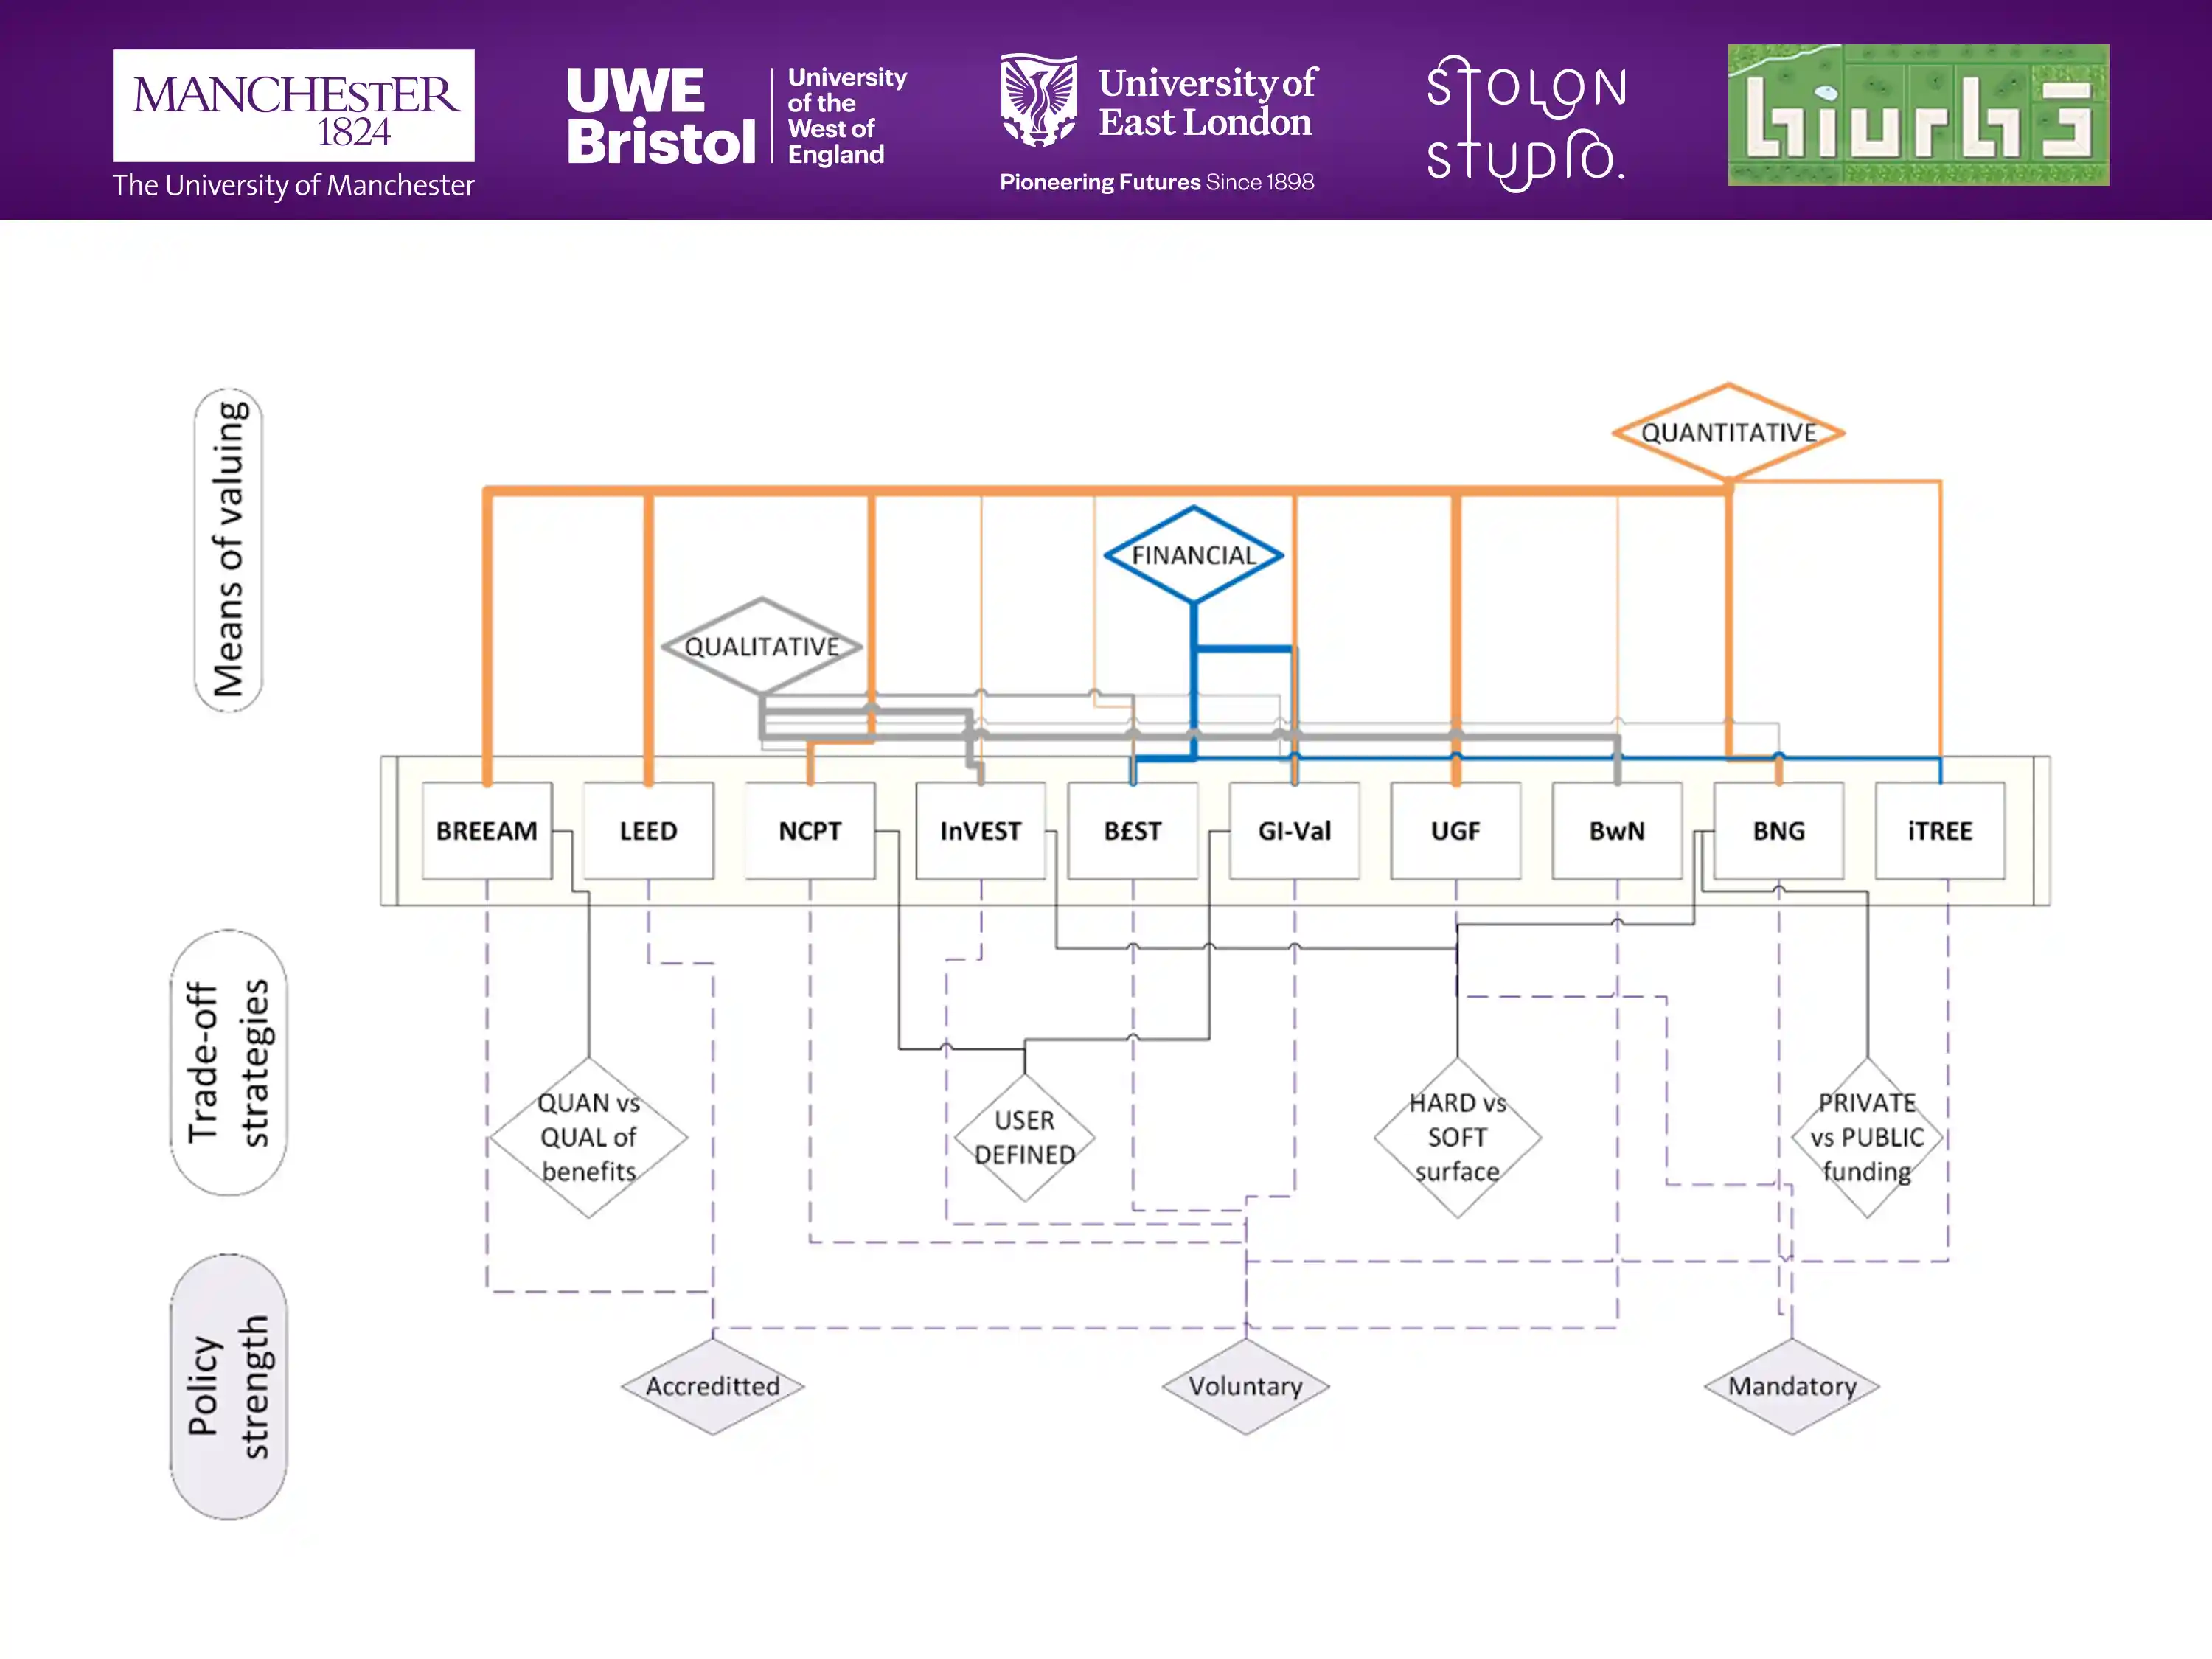 MANCHESTER
1824
The University of Manchester
UWE
Bristol
University
of the
West of
England
University of
East London
Pioneering Futures Since 1898
STOLON
STUDIO.
biurbs
Means of valuing
QUANTITATIVE
FINANCIAL
QUALITATIVE
BREEAM
LEED
NCPT
InVEST
B£ST
GI-Val
UGF
BwN
BNG
iTREE
Trade-off
strategies
QUAN vs
QUAL of
benefits
USER
DEFINED
HARD vs
SOFT
surface
PRIVATE
vs PUBLIC
funding
Policy
strength
Accreditted
Voluntary
Mandatory